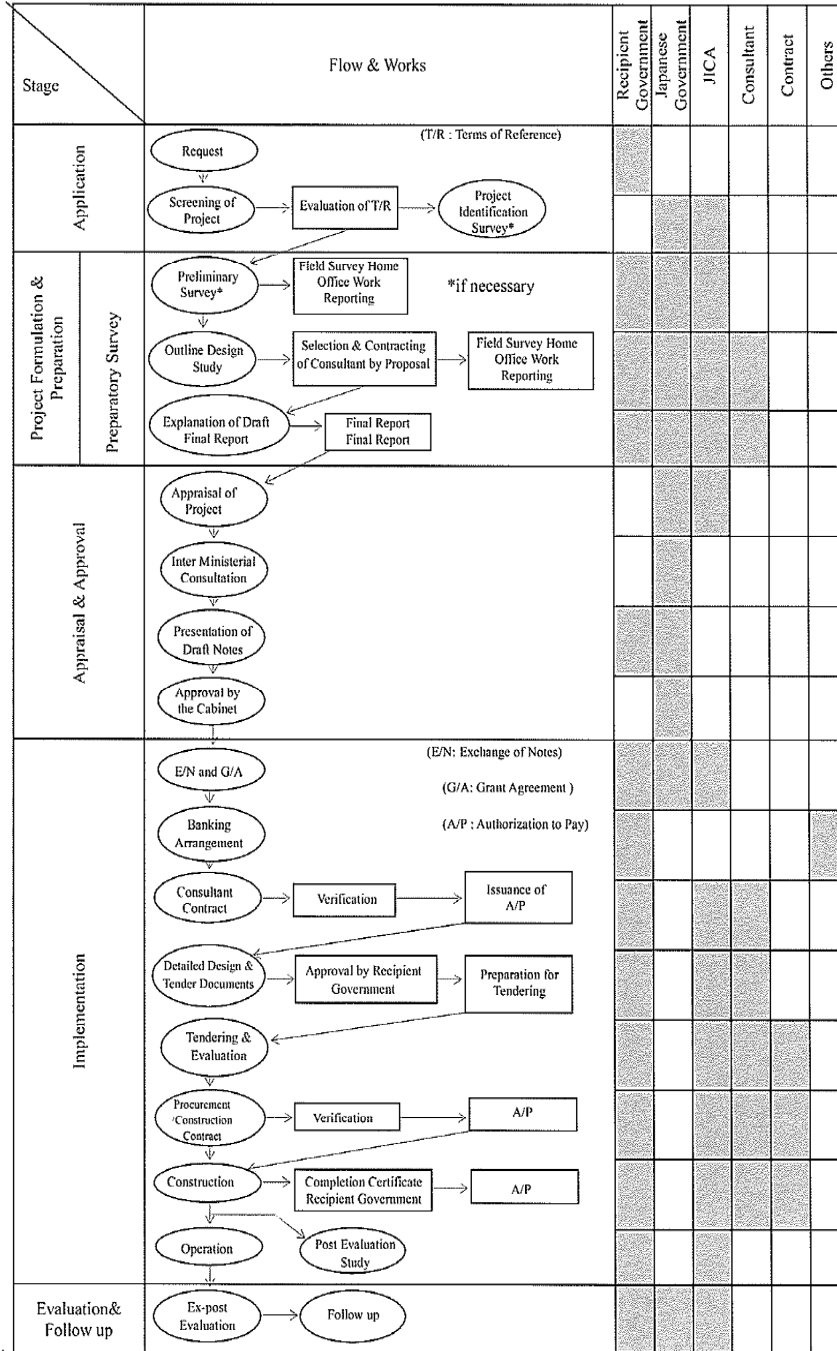 Stage
Flow & Works
Recipient
Government
Japanese
Government
JICA
Consultant
Contract
Others
Application
(T/R : Terms of Reference)
Request
Screening of
Project
Evaluation of T/R
Project
Identification
Survey*
Project Formulation &
Preparation
Preparatory Survey
Preliminary
Survey*
Field Survey Home
Office Work
Reporting
*if necessary
Outline Design
Study
Selection & Contracting
of Consultant by Proposal
Field Survey Home
Office Work
Reporting
Explanation of Draft
Final Report
Final Report
Final Report
Appraisal & Approval
Appraisal of
Project
Inter Ministerial
Consultation
Presentation of
Draft Notes
Approval by
the Cabinet
Implementation
(E/N: Exchange of Notes)
E/N and G/A
(G/A: Grant Agreement )
(A/P : Authorization to Pay)
Banking
Arrangement
Consultant
Contract
Verification
Issuance of
A/P
Detailed Design &
Tender Documents
Approval by Recipient
Government
Preparation for
Tendering
Tendering &
Evaluation
Procurement
/Construction
Contract
Verification
A/P
Construction
Completion Certificate
Recipient Government
A/P
Operation
Post Evaluation
Study
Evaluation&
Follow up
Ex-post
Evaluation
Follow up